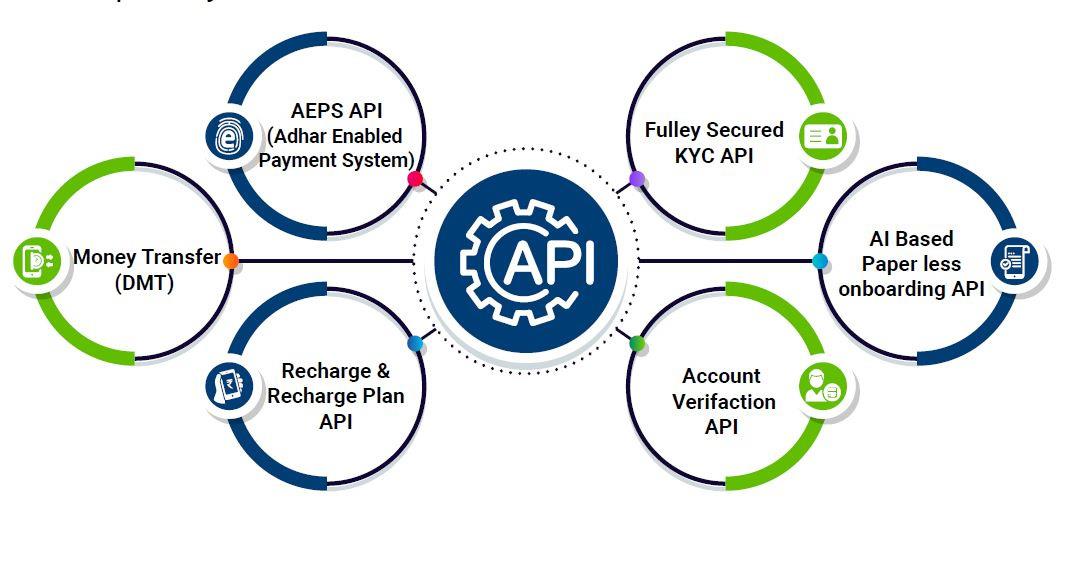 AEPS API
(Adhar Enabled
Payment System)
Fulley Secured
KYC API
Money Transfer
(DMT)
API
AI Based
Paper less
onboarding API
Recharge &
Recharge Plan
API
Account
Verifaction
API